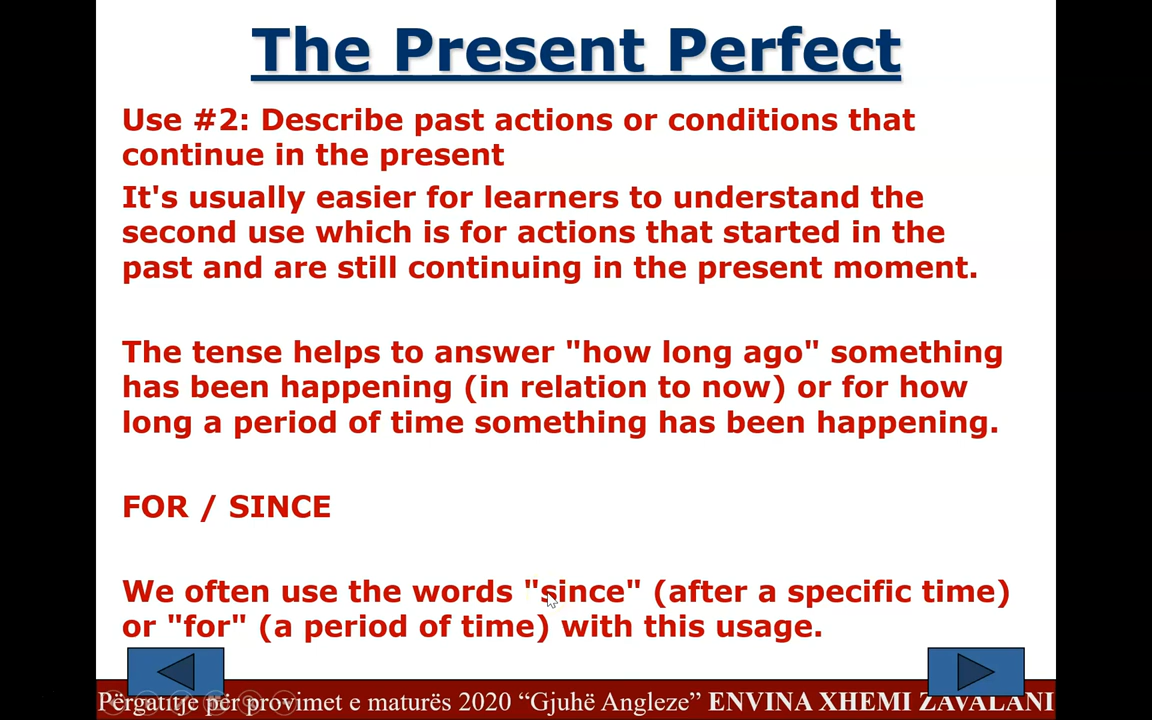 The Present Perfect
Use #2: Describe past actions or conditions that
continue in the present
It's usually easier for learners to understand the
second use which is for actions that started in the
past and are still continuing in the present moment.
The tense helps to answer "how long ago" something
has been happening (in relation to now) or for how
long a period of time something has been happening.
FOR / SINCE
We often use the words "since" (after a specific time)
or "for" (a period of time) with this usage.
Përgatitje për provimet e maturës 2020 “Gjuhë Angleze” ENVINA XHEMI ZAVALANI